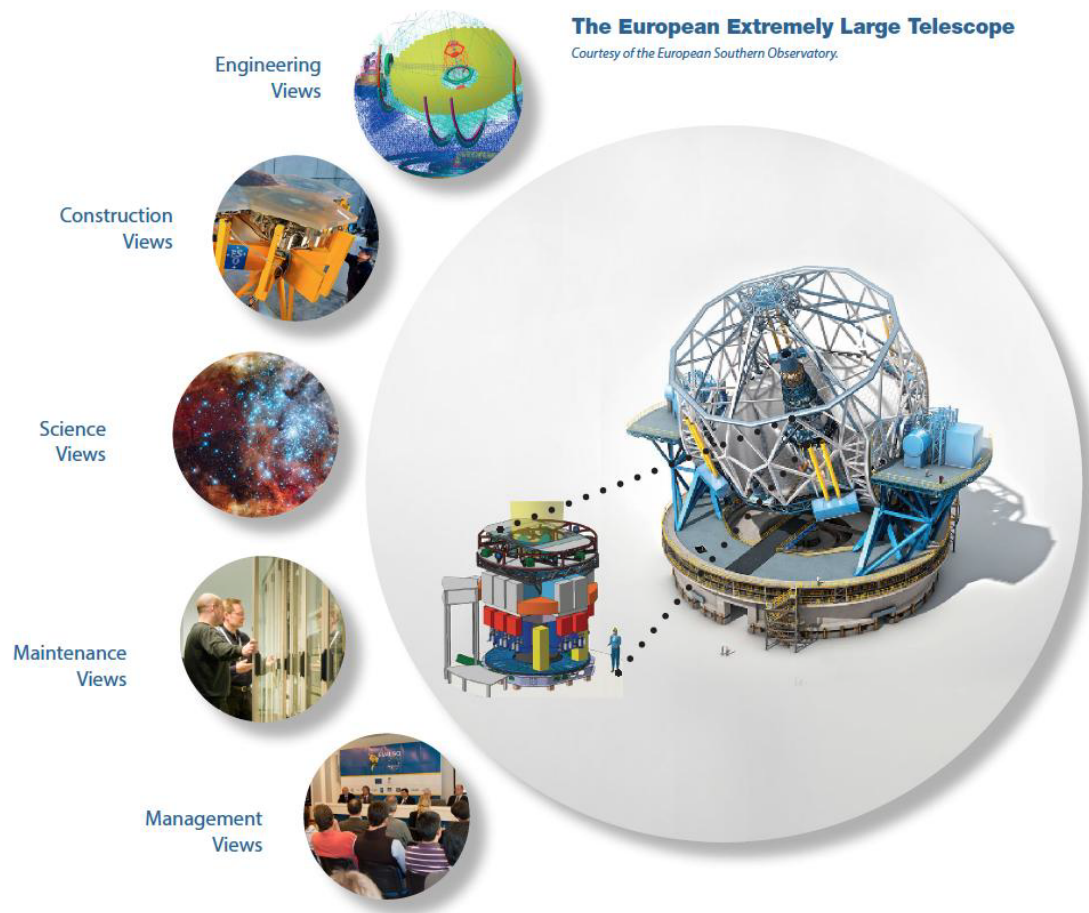 The European Extremely Large Telescope
Courtesy of the European Southern Observatory.
Engineering
Views
Construction
Views
Science
Views
Maintenance
Views
Management
Views